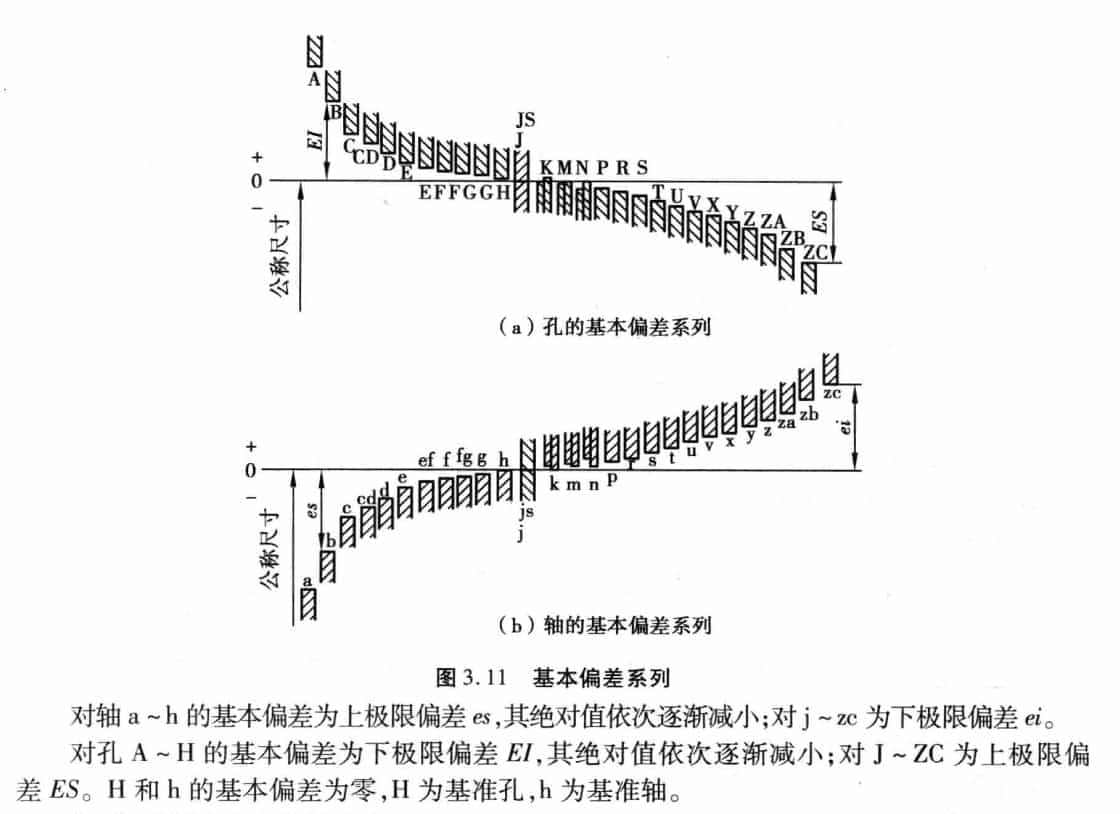 JS
A
B
J
EI
C
CD
D
E
K M N P R S
+
0
EF F FG G H
T U V X Y Z ZA ZB ZC
ES
−
公称尺寸
(a)孔的基本偏差系列
zc
zb
za
z
y
x
v
u
t
s
r
ei
+
0
ef f fg g h
e
d
cd
c
k m n p
−
es
js
j
b
a
公称尺寸
(b)轴的基本偏差系列
图 3.11 基本偏差系列
对轴 a ~ h 的基本偏差为上极限偏差 es,其绝对值依次逐渐减小;对 j ~ zc 为下极限偏差 ei。
对孔 A ~ H 的基本偏差为下极限偏差 EI,其绝对值依次逐渐减小;对 J ~ ZC 为上极限偏
差 ES。H 和 h 的基本偏差为零,H 为基准孔,h 为基准轴。